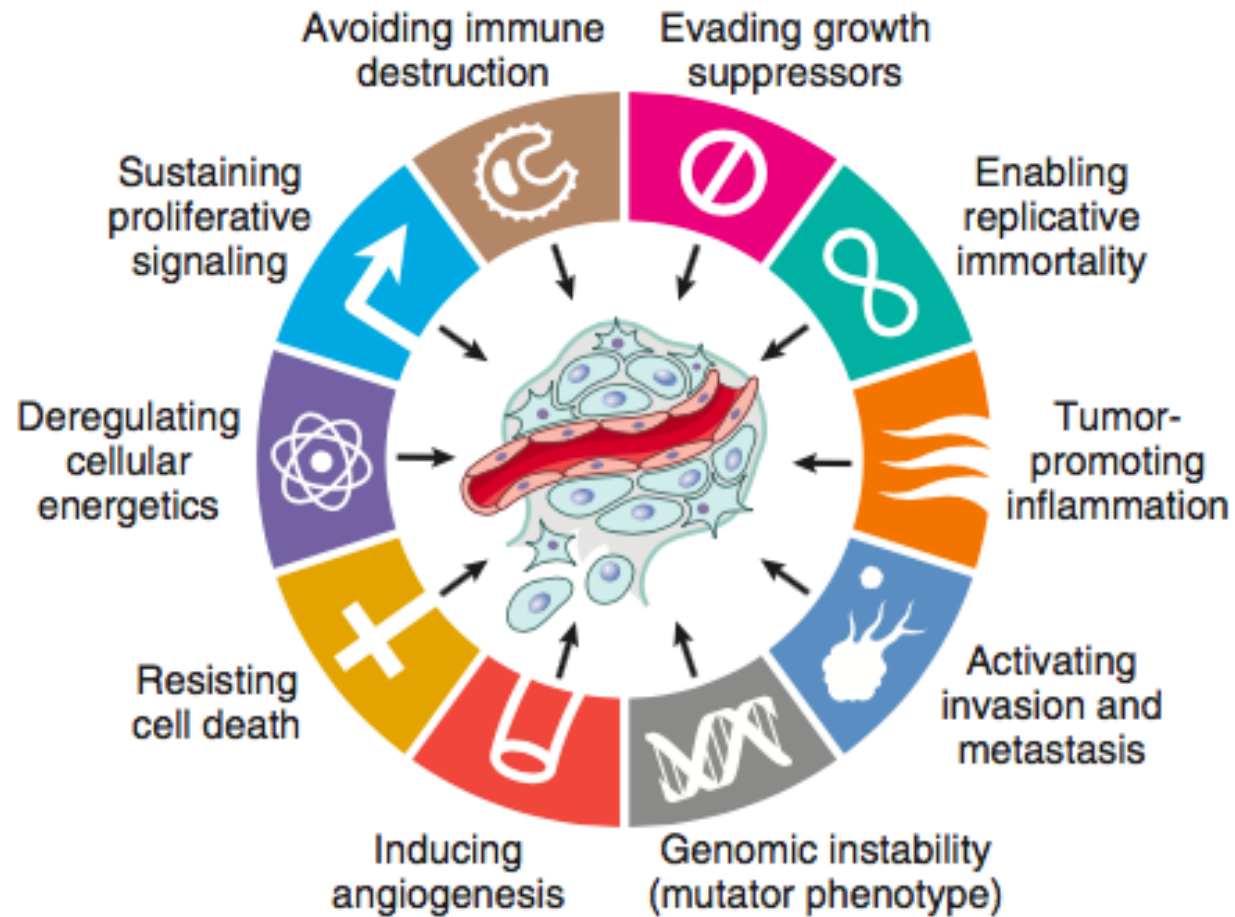 Avoiding immune
destruction
Evading growth
suppressors
Enabling
replicative
immortality
Tumor-
promoting
inflammation
Activating
invasion and
metastasis
Genomic instability
(mutator phenotype)
Inducing
angiogenesis
Resisting
cell death
Deregulating
cellular
energetics
Sustaining
proliferative
signaling